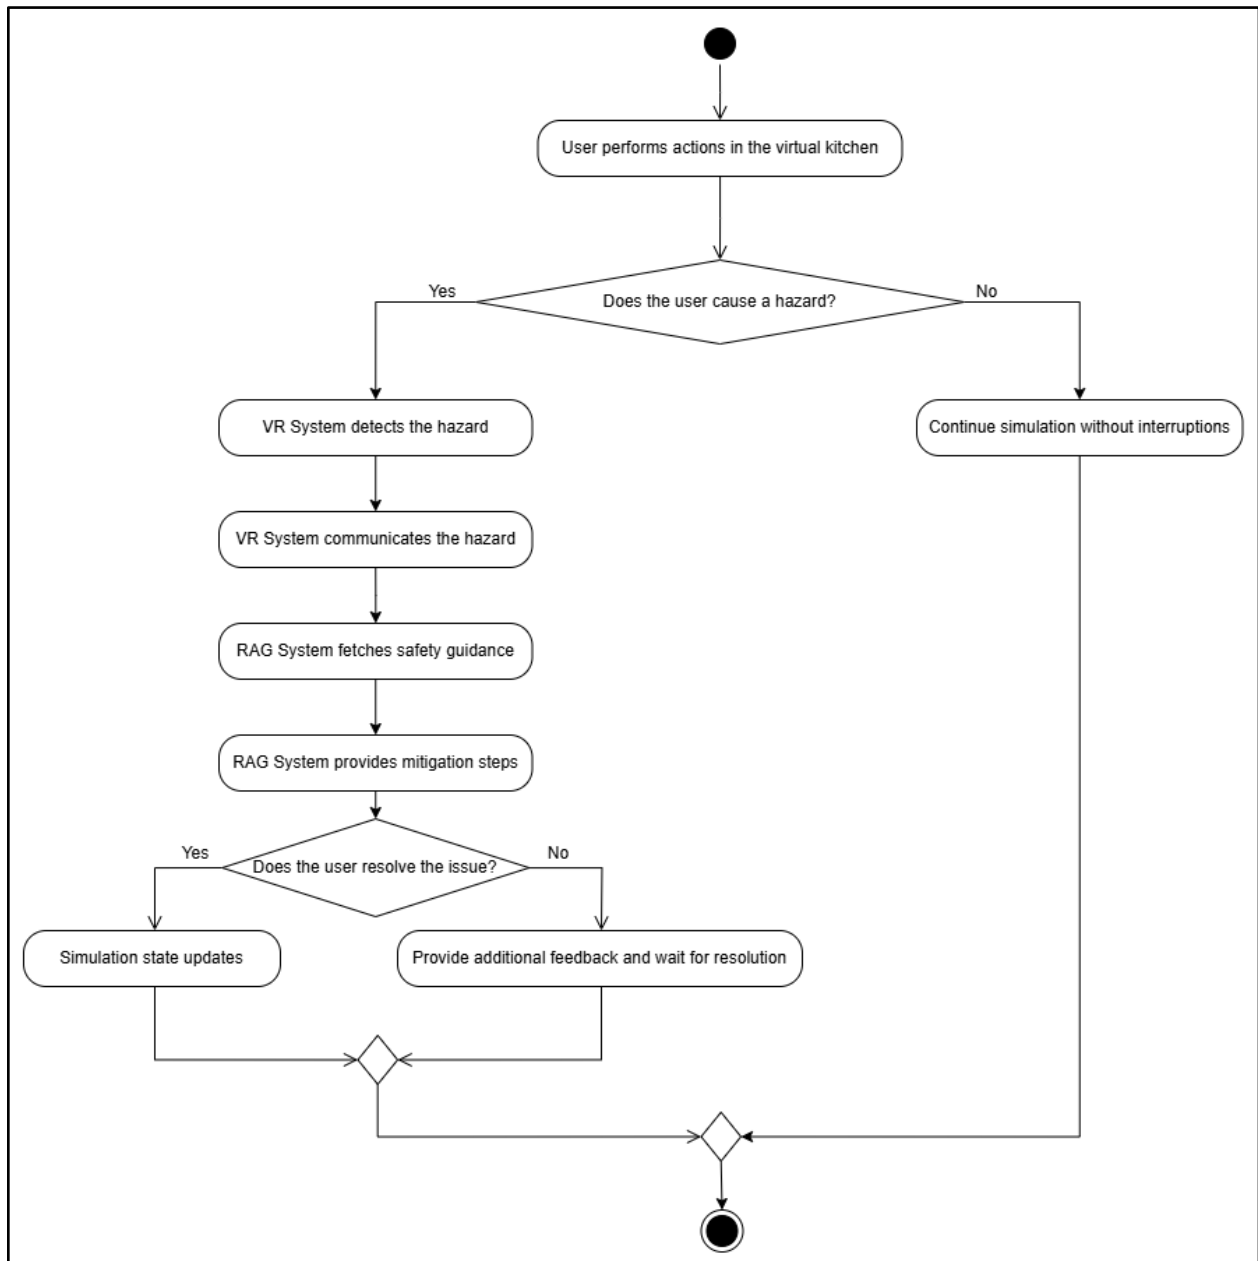 User performs actions in the virtual kitchen
Yes
Does the user cause a hazard?
No
VR System detects the hazard
Continue simulation without interruptions
VR System communicates the hazard
RAG System fetches safety guidance
RAG System provides mitigation steps
Yes
Does the user resolve the issue?
No
Simulation state updates
Provide additional feedback and wait for resolution